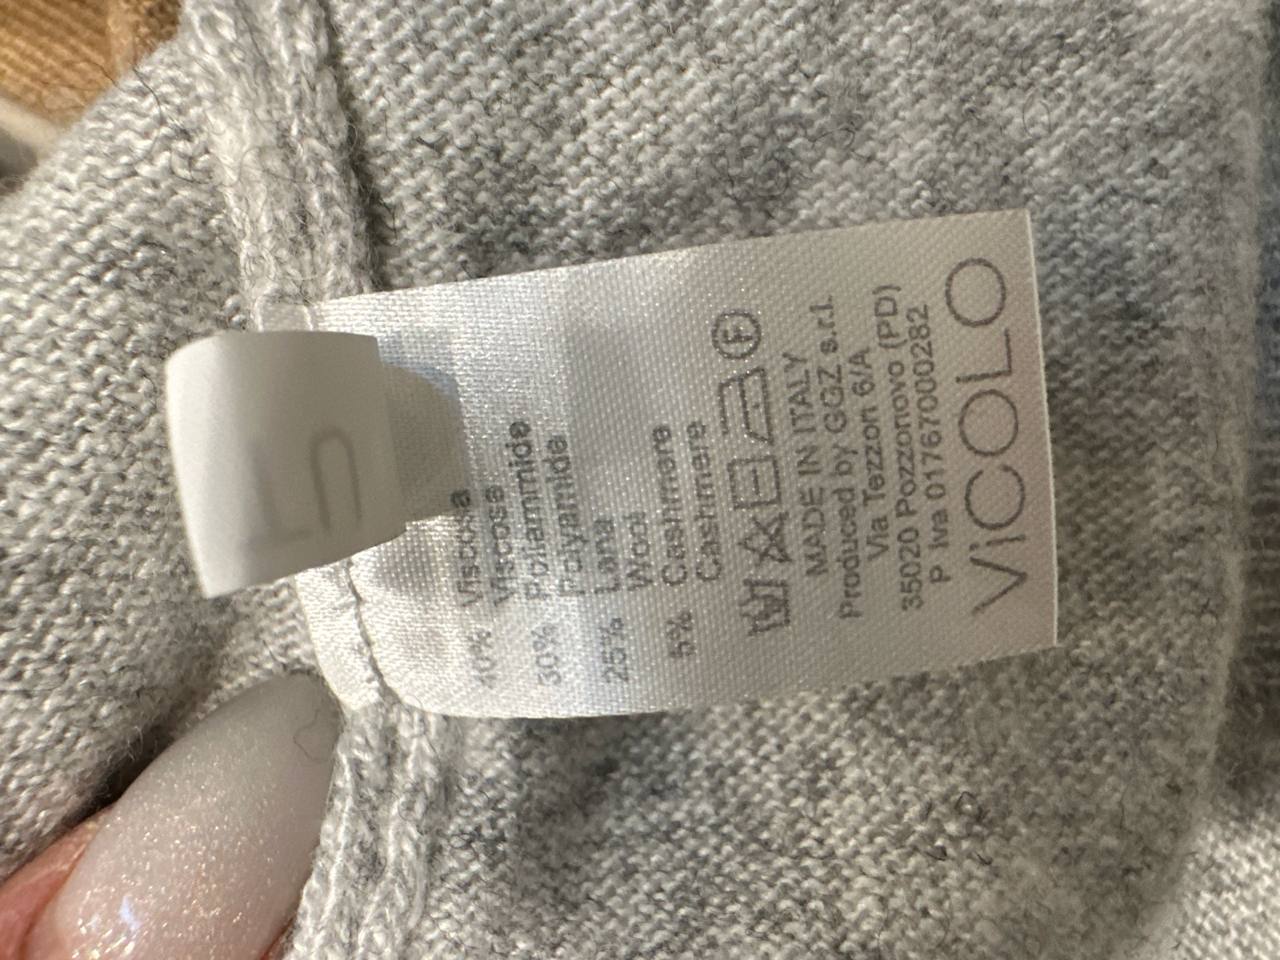 40% Viscosa
Viscose
30% Poliammide
Polyamide
25% Lana
Wool
5% Cashmere
Cashmere
F
MADE IN ITALY
Produced by GGZ s.r.l.
Via Tezzon 6/A
35020 Pozzonovo (PD)
P Iva 01767000282
ViCOLO